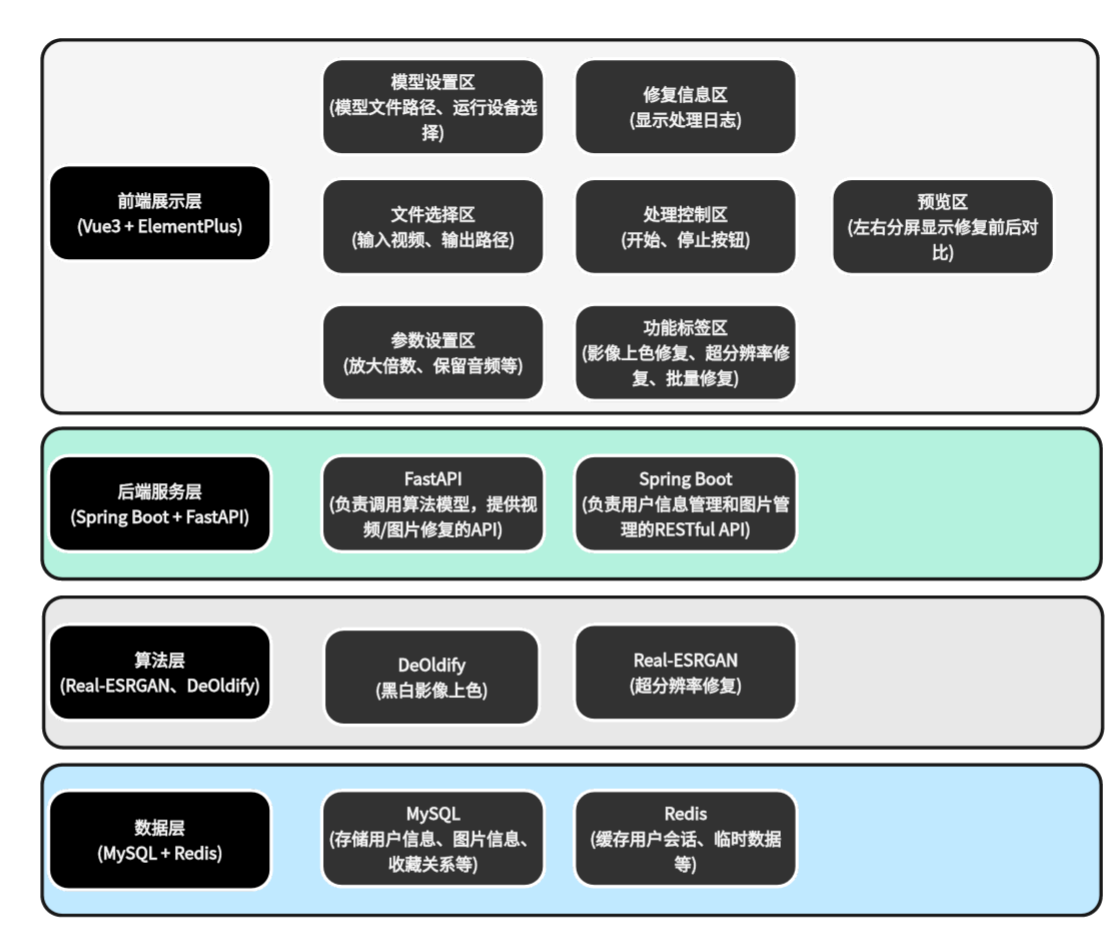 前端展示层
(Vue3 + ElementPlus)
模型设置区
(模型文件路径、运行设备选
择)
修复信息区
(显示处理日志)
文件选择区
(输入视频、输出路径)
处理控制区
(开始、停止按钮)
预览区
(左右分屏显示修复前后对
比)
参数设置区
(放大倍数、保留音频等)
功能标签区
(影像上色修复、超分辨率修
复、批量修复)
后端服务层
(Spring Boot + FastAPI)
FastAPI
(负责调用算法模型，提供视
频/图片修复的API)
Spring Boot
(负责用户信息管理和图片管
理的RESTful API)
算法层
(Real-ESRGAN、DeOldify)
DeOldify
(黑白影像上色)
Real-ESRGAN
(超分辨率修复)
数据层
(MySQL + Redis)
MySQL
(存储用户信息、图片信息、
收藏关系等)
Redis
(缓存用户会话、临时数据
等)